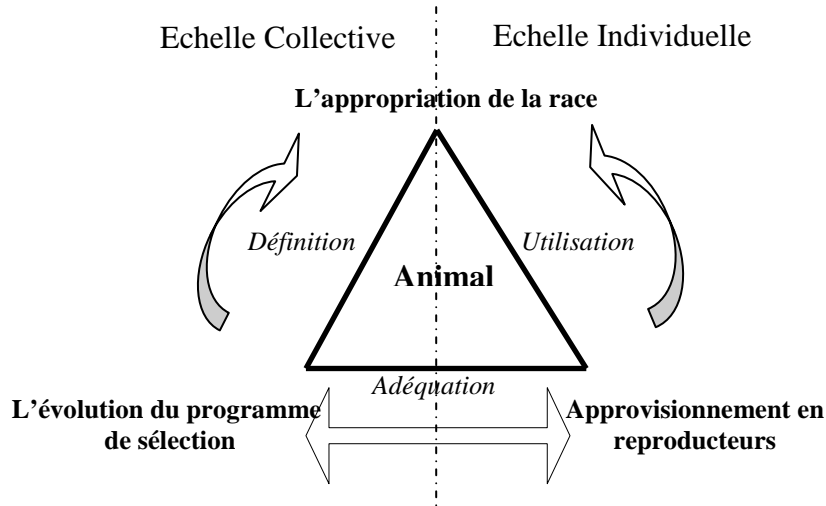 Echelle Collective
Echelle Individuelle
L'appropriation de la race
Définition
Utilisation
Animal
Adéquation
L'évolution du programme
de sélection
Approvisionnement en
reproducteurs